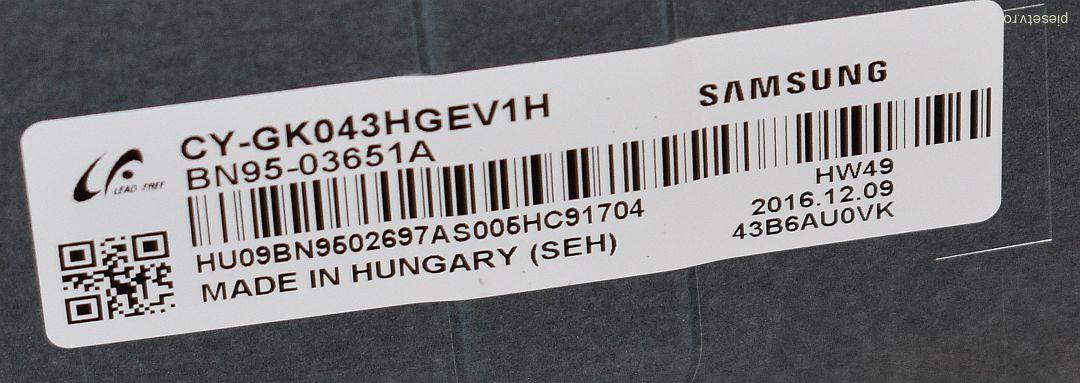 piesetv.ro
SAMSUNG
CY-GK043HGEV1H
BN95-03651A
LEAD FREE
HU09BN9502697AS005HC91704
MADE IN HUNGARY (SEH)
HW49
2016.12.09
43B6AU0VK